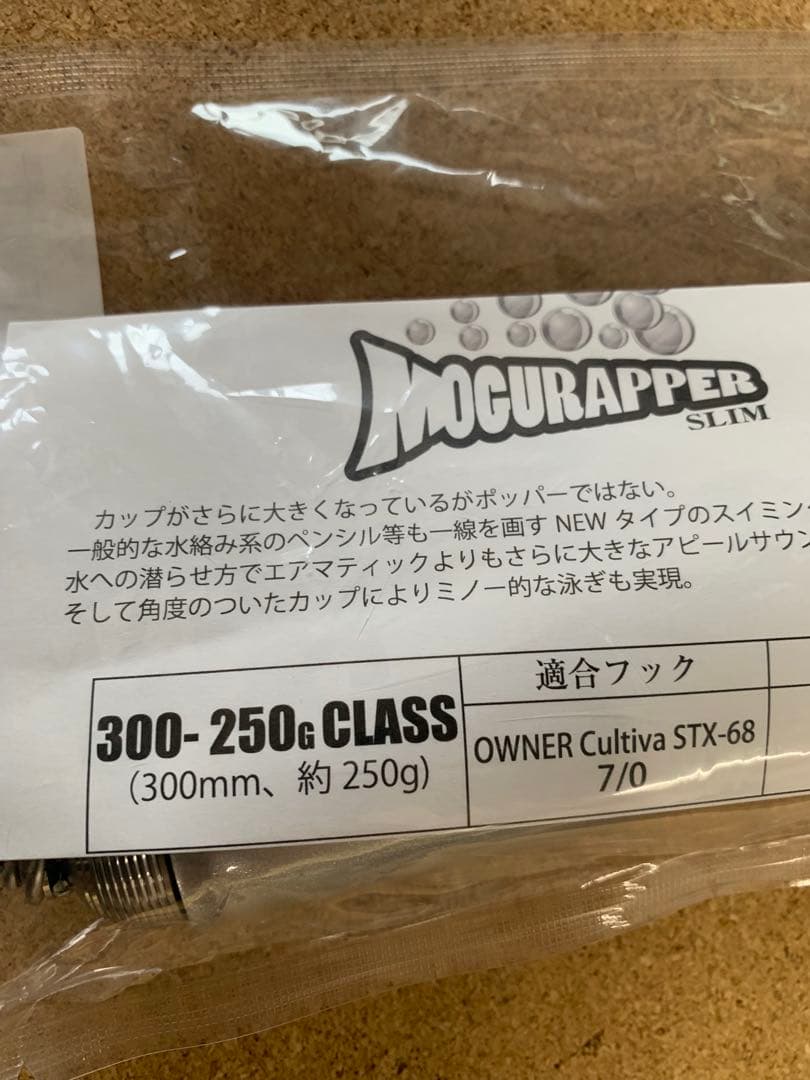 MOGURAPPER
SLIM
カップがさらに大きくなっているがポッパーではない。
一般的な水絡み系のペンシル等も一線を画す NEW タイプのスイミン
水への潜らせ方でエアマティックよりもさらに大きなアピールサウン
そして角度のついたカップによりミノー的な泳ぎも実現。
適合フック
300- 250G CLASS
(300mm、約 250g)
OWNER Cultiva STX-68
7/0